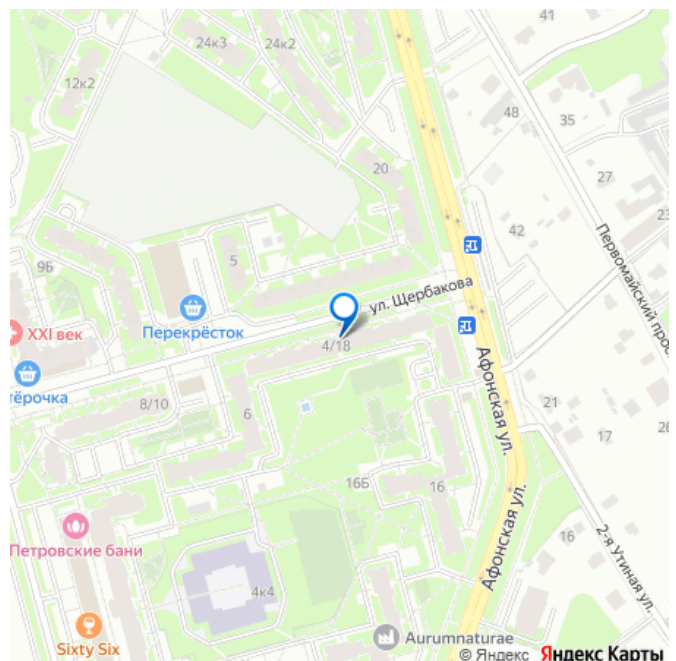 41
24к3
24к2
12к2
48
35
20
27
23
42
Первомайский прос
5
9Б
ул. Щербакова
XXI век
Перекрёсток
4/18
тёрочка
8/10
6
Афонская ул.
21
17
26
16Б
16
Афонская ул.
16
Петровские бани
2-я Утиная ул.
4к4
Sixty Six
Aurumnaturae
© Яндекс Яндекс Карты